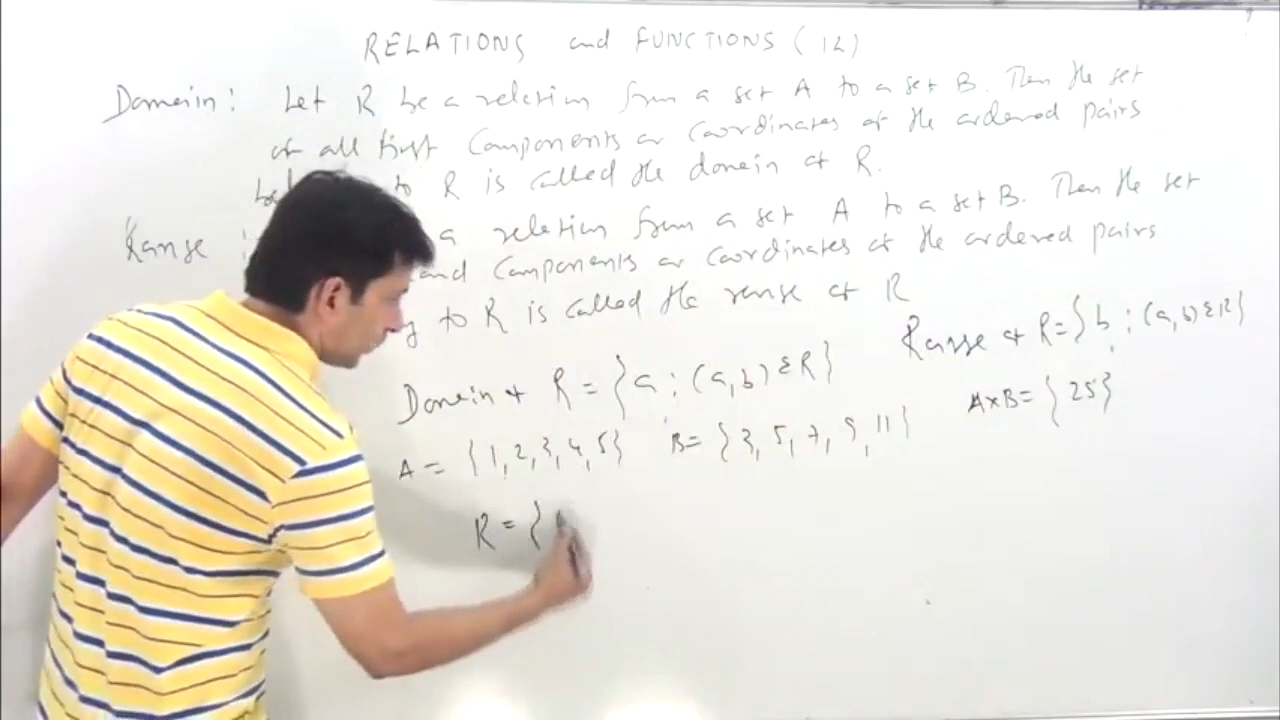 RELATIONS and FUNCTIONS (12)
Domain: Let R be a relation from a set A to a set B. Then the set
of all first components or coordinates of the ordered pairs
to R is called the domain of R.
Range : a relation from a set A to a set B. Then the set
components or coordinates of the ordered pairs
to R is called the range of R
Domain of R = {a : (a,b) ∈ R}
Range of R = {b : (a,b) ∈ R}
A = {1, 2, 3, 4, 5} B = {3, 5, 7, 9, 11}
A×B = {25}
R = {